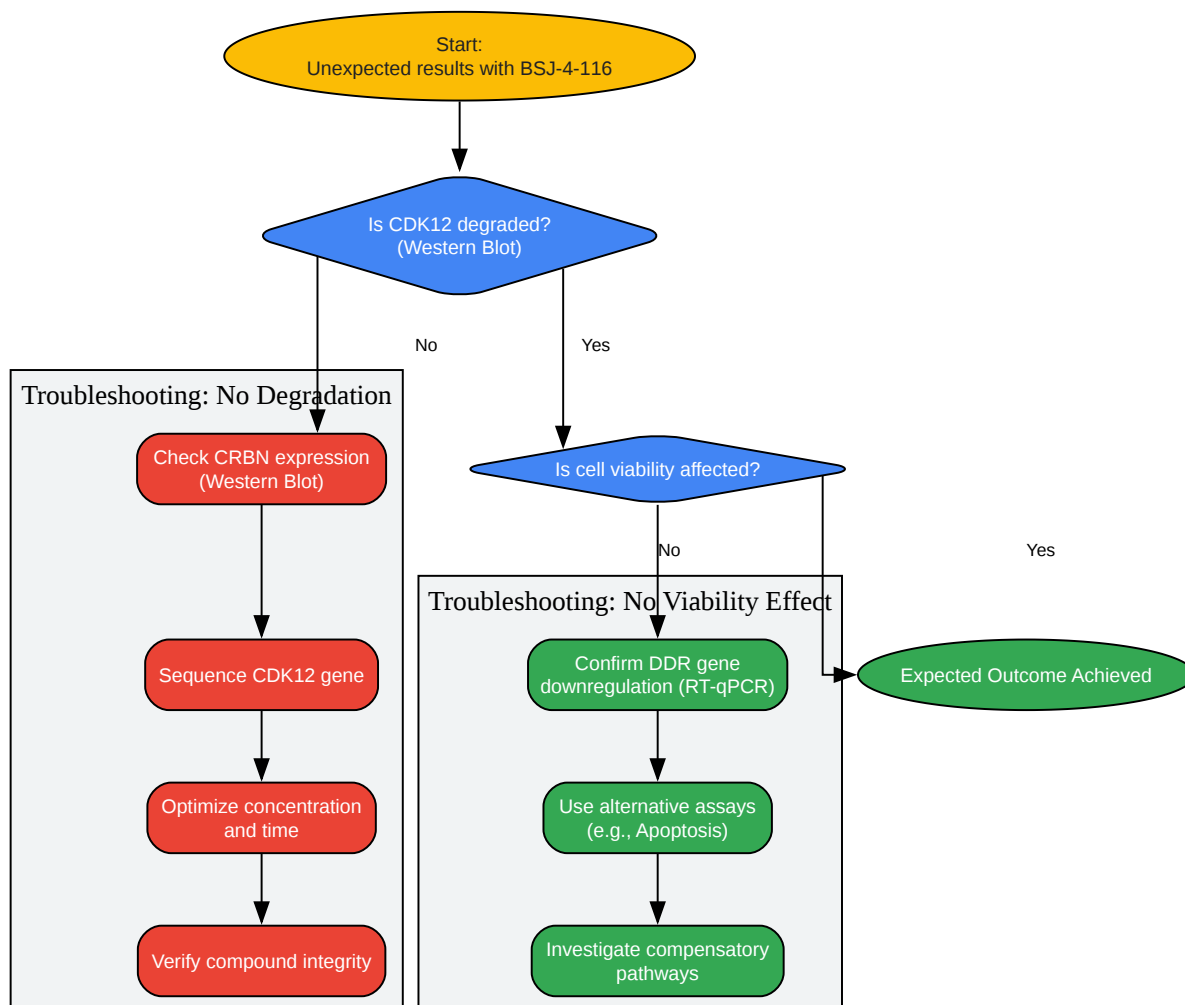 Start:
Unexpected results with BSJ-4-116
Is CDK12 degraded?
(Western Blot)
No
Yes
Troubleshooting: No Degradation
Check CRBN expression
(Western Blot)
Is cell viability affected?
No
Yes
Troubleshooting: No Viability Effect
Sequence CDK12 gene
Confirm DDR gene
downregulation (RT-qPCR)
Expected Outcome Achieved
Optimize concentration
and time
Use alternative assays
(e.g., Apoptosis)
Verify compound integrity
Investigate compensatory
pathways